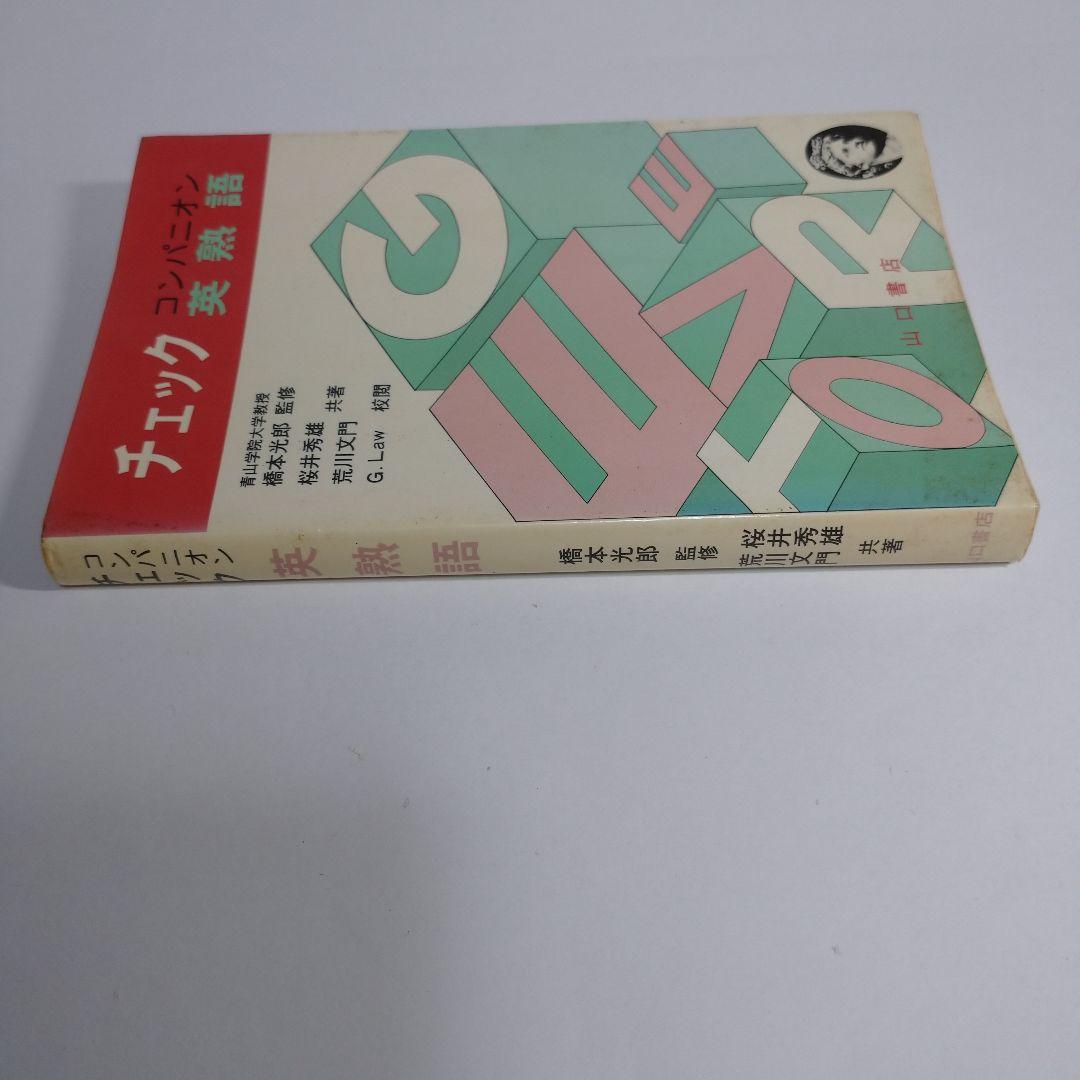 チェック コンパニオン
英熟語
青山学院大学教授
橋本光郎 監修
桜井秀雄
荒川文門
共著
G. Law 校閲
G
E
E
A
R
T
O
山口書店
コンパニオン
チェック
英熟語
橋本光郎 監修
桜井秀雄
荒川文門
共著
口書店